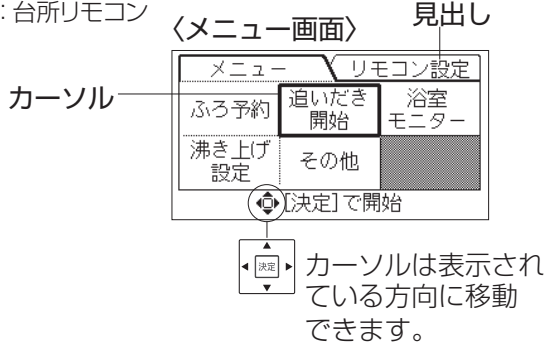 ：台所リモコン
〈メニュー画面〉
見出し
メニュー
リモコン設定
カーソル
ふろ予約
追いだき
開始
浴室
モニター
沸き上げ
設定
その他
[決定]で開始
決定
カーソルは表示され
ている方向に移動
できます。